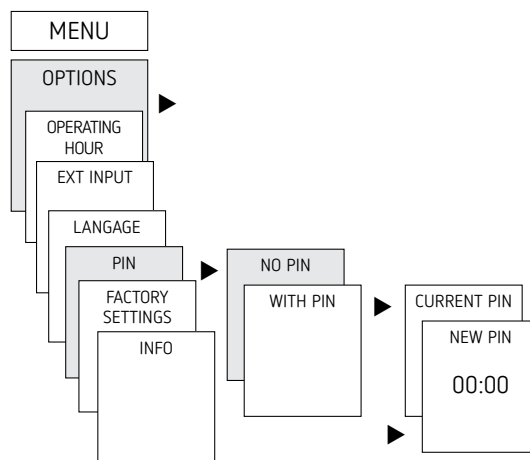 MENU
OPTIONS
OPERATING
HOUR
EXT INPUT
LANGAGE
PIN
FACTORY
SETTINGS
INFO
NO PIN
WITH PIN
CURRENT PIN
NEW PIN
00:00